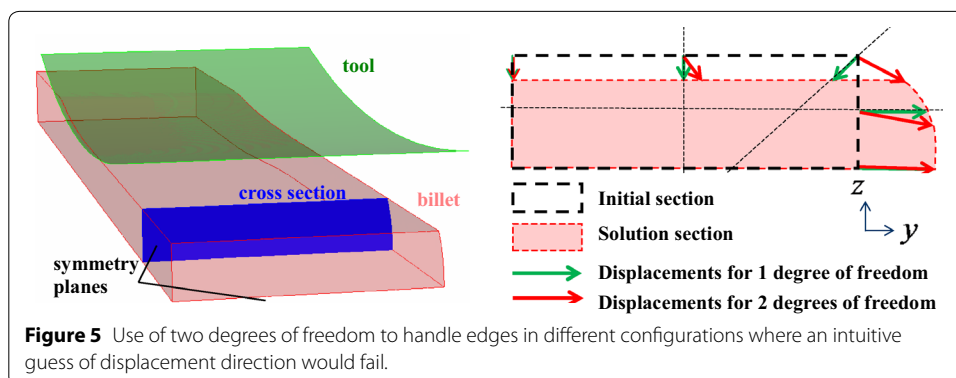 tool
cross section
billet
symmetry
planes
z
y
Initial section
Solution section
Displacements for 1 degree of freedom
Displacements for 2 degrees of freedom
Figure 5 Use of two degrees of freedom to handle edges in different configurations where an intuitive
guess of displacement direction would fail.